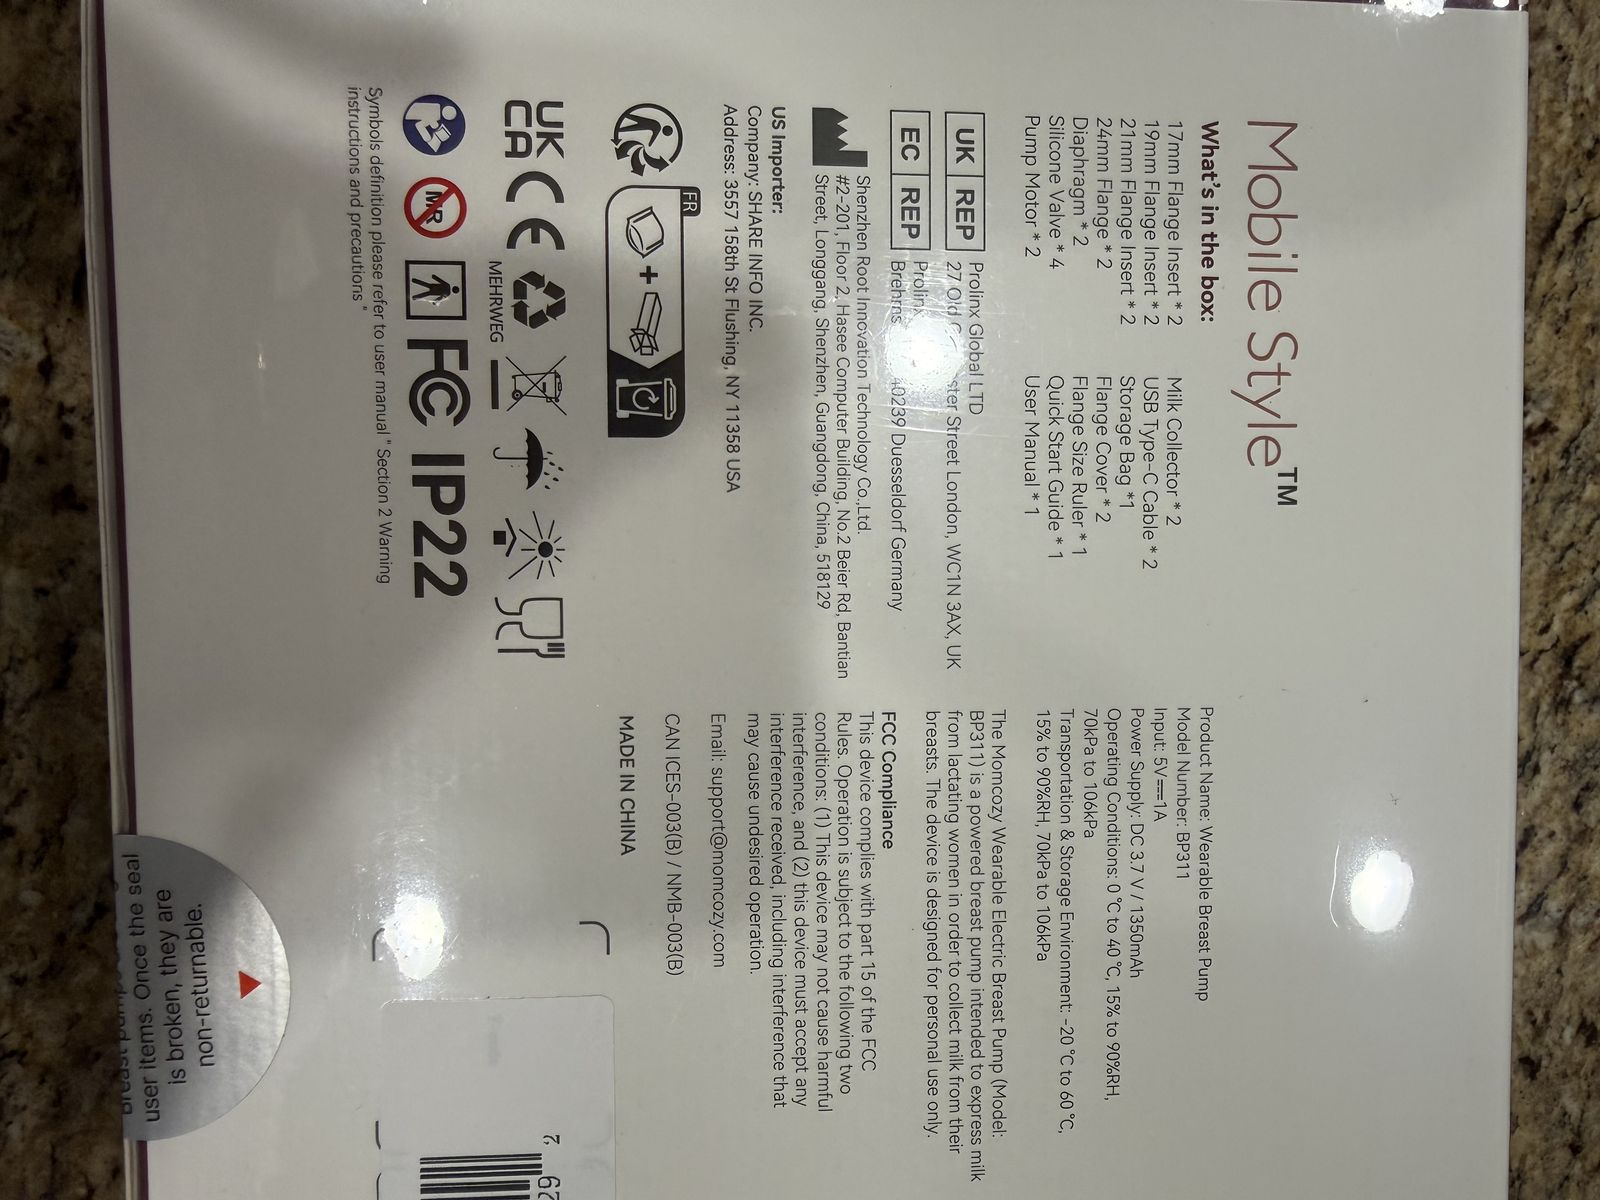 Mobile Style™
What's in the box:
17mm Flange Insert * 2
19mm Flange Insert * 2
21mm Flange Insert * 2
24mm Flange * 2
Diaphragm * 2
Silicone Valve * 4
Pump Motor * 2
Milk Collector * 2
USB Type-C Cable * 2
Storage Bag *1
Flange Cover * 2
Flange Size Ruler * 1
Quick Start Guide * 1
User Manual * 1
UK REP
Prolinx Global LTD
27 Old Street London, WC1N 3AX, UK
EC REP
Brehms 40239 Duesseldorf Germany
Shenzhen Root Innovation Technology Co.,Ltd.
#2-201, Floor 2, Hasee Computer Building, No.2 Beier Rd, Bantian
Street, Longgang, Shenzhen, Guangdong, China, 518129
US Importer:
Company: SHARE INFO INC.
Address: 3557 158th St Flushing, NY 11358 USA
FR
+
UK
CA
CE
MEHRWEG
MR
FC
IP22
Symbols definition please refer to user manual " Section 2 Warning
instructions and precautions "
Product Name: Wearable Breast Pump
Model Number: BP311
Input: 5V⎓1A
Power Supply: DC 3.7 V / 1350mAh
Operating Conditions: 0 °C to 40 °C, 15% to 90%RH,
70kPa to 106kPa
Transportation & Storage Environment: -20 °C to 60 °C,
15% to 90%RH, 70kPa to 106kPa
The Momcozy Wearable Electric Breast Pump (Model:
BP311) is a powered breast pump intended to express milk
from lactating women in order to collect milk from their
breasts. The device is designed for personal use only.
FCC Compliance
This device complies with part 15 of the FCC
Rules. Operation is subject to the following two
conditions: (1) This device may not cause harmful
interference, and (2) this device must accept any
interference received, including interference that
may cause undesired operation.
Email: support@momcozy.com
CAN ICES-003(B) / NMB-003(B)
MADE IN CHINA
user items. Once the seal
is broken, they are
non-returnable.